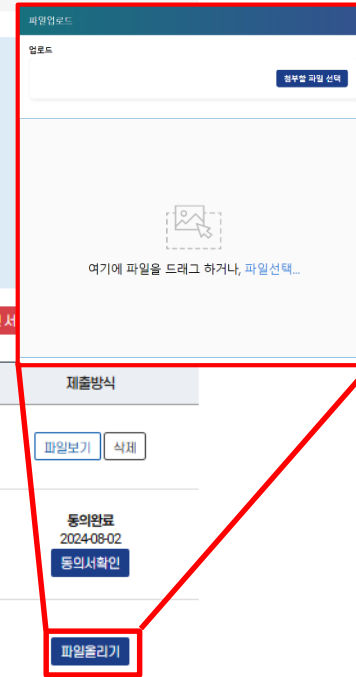 파일업로드
업로드
첨부할 파일 선택
여기에 파일을 드래그 하거나, 파일선택...
서
제출방식
파일보기 삭제
동의완료
2024-08-02
동의서확인
파일올리기